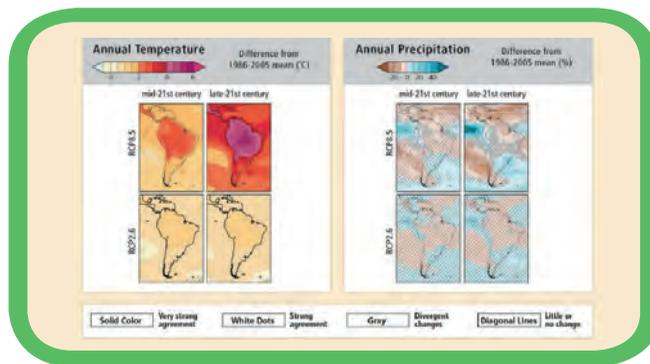 Annual Temperature
Difference from
1986-2005 mean (˚C)
mid-21st century late-21st century
RCP8.5
RCP2.6
Annual Precipitation
Difference from
1986-2005 mean (%)
mid-21st century late-21st century
RCP8.5
RCP2.6
Solid Color
Very strong
agreement
White Dots
Strong
agreement
Gray
Divergent
changes
Diagonal Lines
Little or
no change